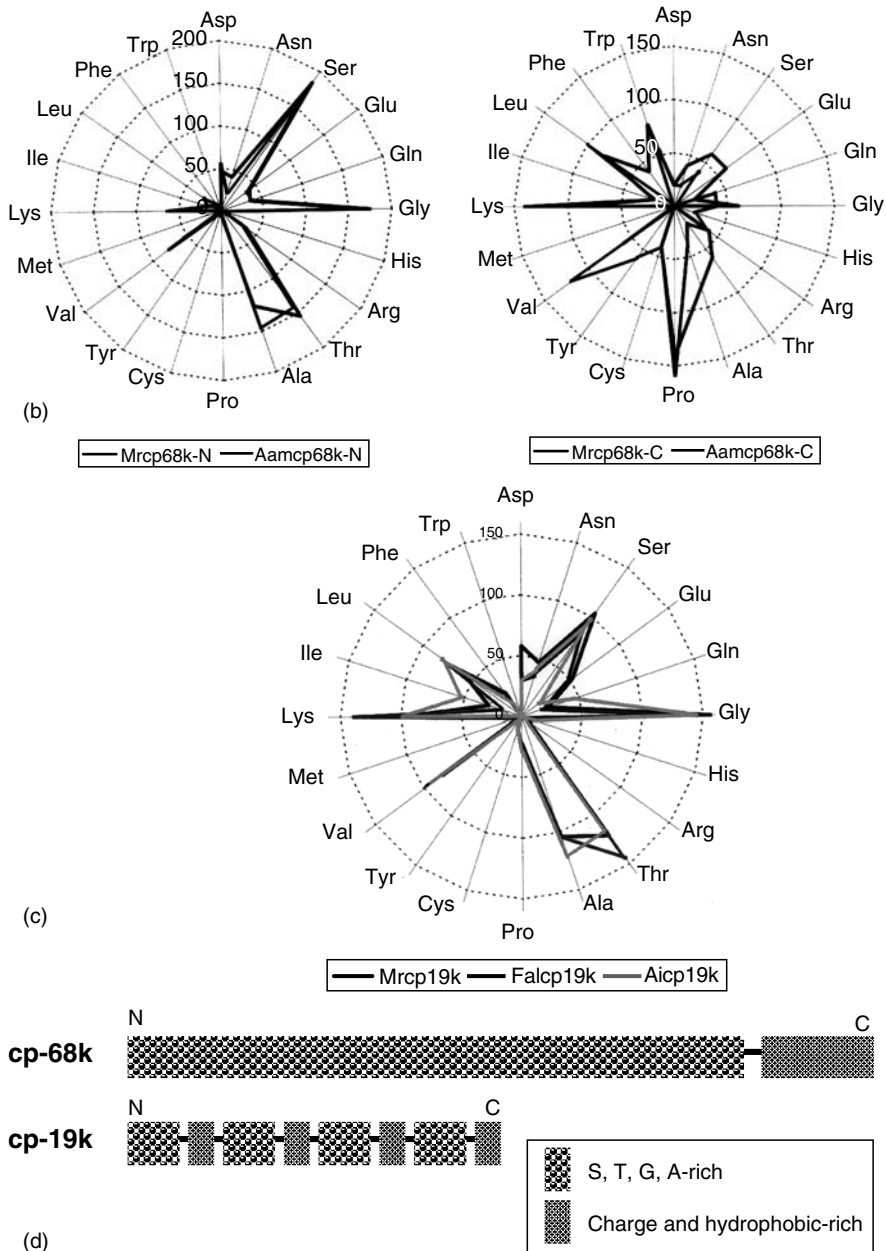 Asp
Asn
Ser
Glu
Gln
Gly
His
Arg
Thr
Ala
Pro
Cys
Tyr
Val
Met
Lys
Ile
Leu
Phe
Trp
200
150
100
50
0
Asp
Asn
Ser
Glu
Gln
Gly
His
Arg
Thr
Ala
Pro
Cys
Tyr
Val
Met
Lys
Ile
Leu
Phe
Trp
150
100
50
(b)
Mrcp68k-N Aamcp68k-N
Mrcp68k-C Aamcp68k-C
Asp
Asn
Ser
Glu
Gln
Gly
His
Arg
Thr
Ala
Pro
Cys
Tyr
Val
Met
Lys
Ile
Leu
Phe
Trp
150
100
50
0
(c)
Mrcp19k Falcp19k Aicp19k
N C
cp-68k
N C
cp-19k
S, T, G, A-rich
Charge and hydrophobic-rich
(d)